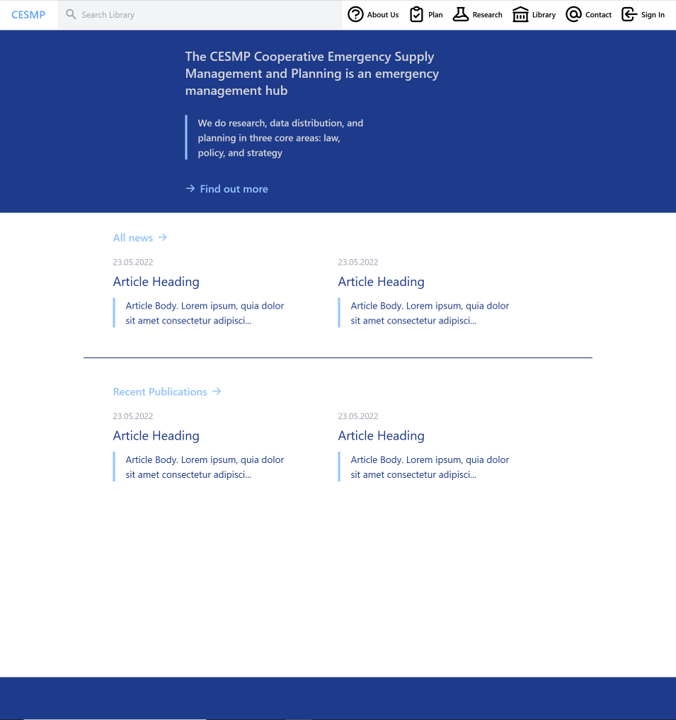 CESMP
Search Library
About Us
Plan
Research
Library
Contact
Sign In
The CESMP Cooperative Emergency Supply
Management and Planning is an emergency
management hub
We do research, data distribution, and
planning in three core areas: law,
policy, and strategy
→ Find out more
All news →
23.05.2022
Article Heading
Article Body. Lorem ipsum, quia dolor
sit amet consectetur adipisci...
23.05.2022
Article Heading
Article Body. Lorem ipsum, quia dolor
sit amet consectetur adipisci...
Recent Publications →
23.05.2022
Article Heading
Article Body. Lorem ipsum, quia dolor
sit amet consectetur adipisci...
23.05.2022
Article Heading
Article Body. Lorem ipsum, quia dolor
sit amet consectetur adipisci...